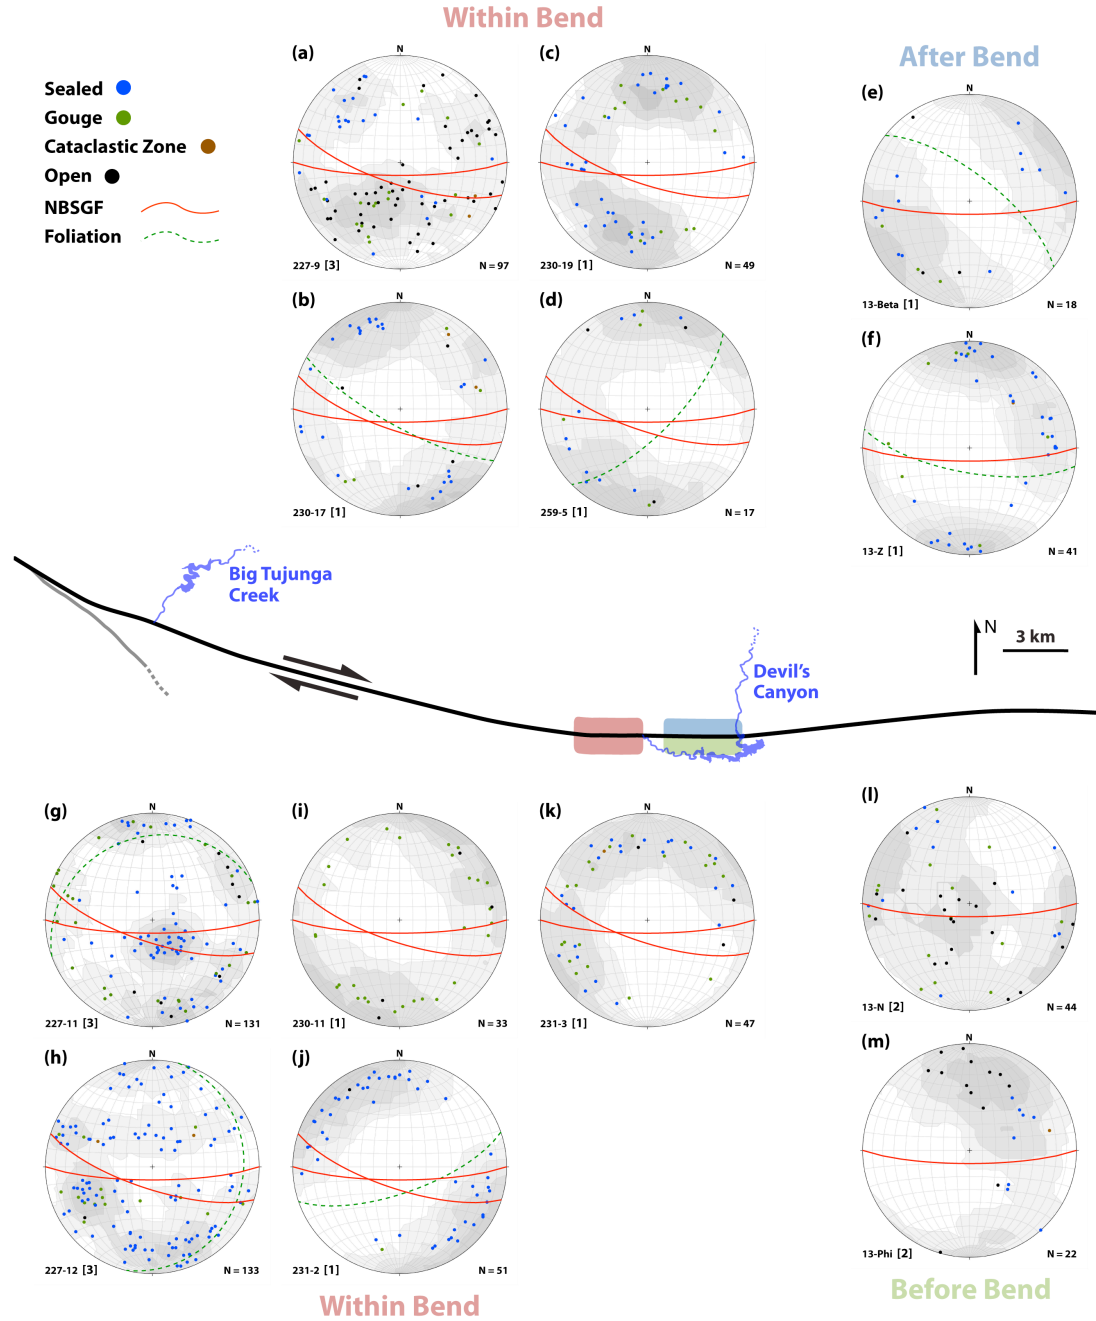 Within Bend
After Bend
Sealed
Gouge
Cataclastic Zone
Open
NBSGF
Foliation
(a)
N
227-9 [3]
N = 97
(c)
N
230-19 [1]
N = 49
(e)
N
13-Beta [1]
N = 18
(b)
N
230-17 [1]
(d)
N
259-5 [1]
N = 17
(f)
N
13-Z [1]
N = 41
Big Tujunga
Creek
N
3 km
Devil's
Canyon
(g)
N
227-11 [3]
N = 131
(i)
N
230-11 [1]
N = 33
(k)
N
231-3 [1]
N = 47
(l)
N
13-N [2]
N = 44
(h)
N
227-12 [3]
N = 133
(j)
N
231-2 [1]
N = 51
(m)
N
13-Phi [2]
N = 22
Within Bend
Before Bend